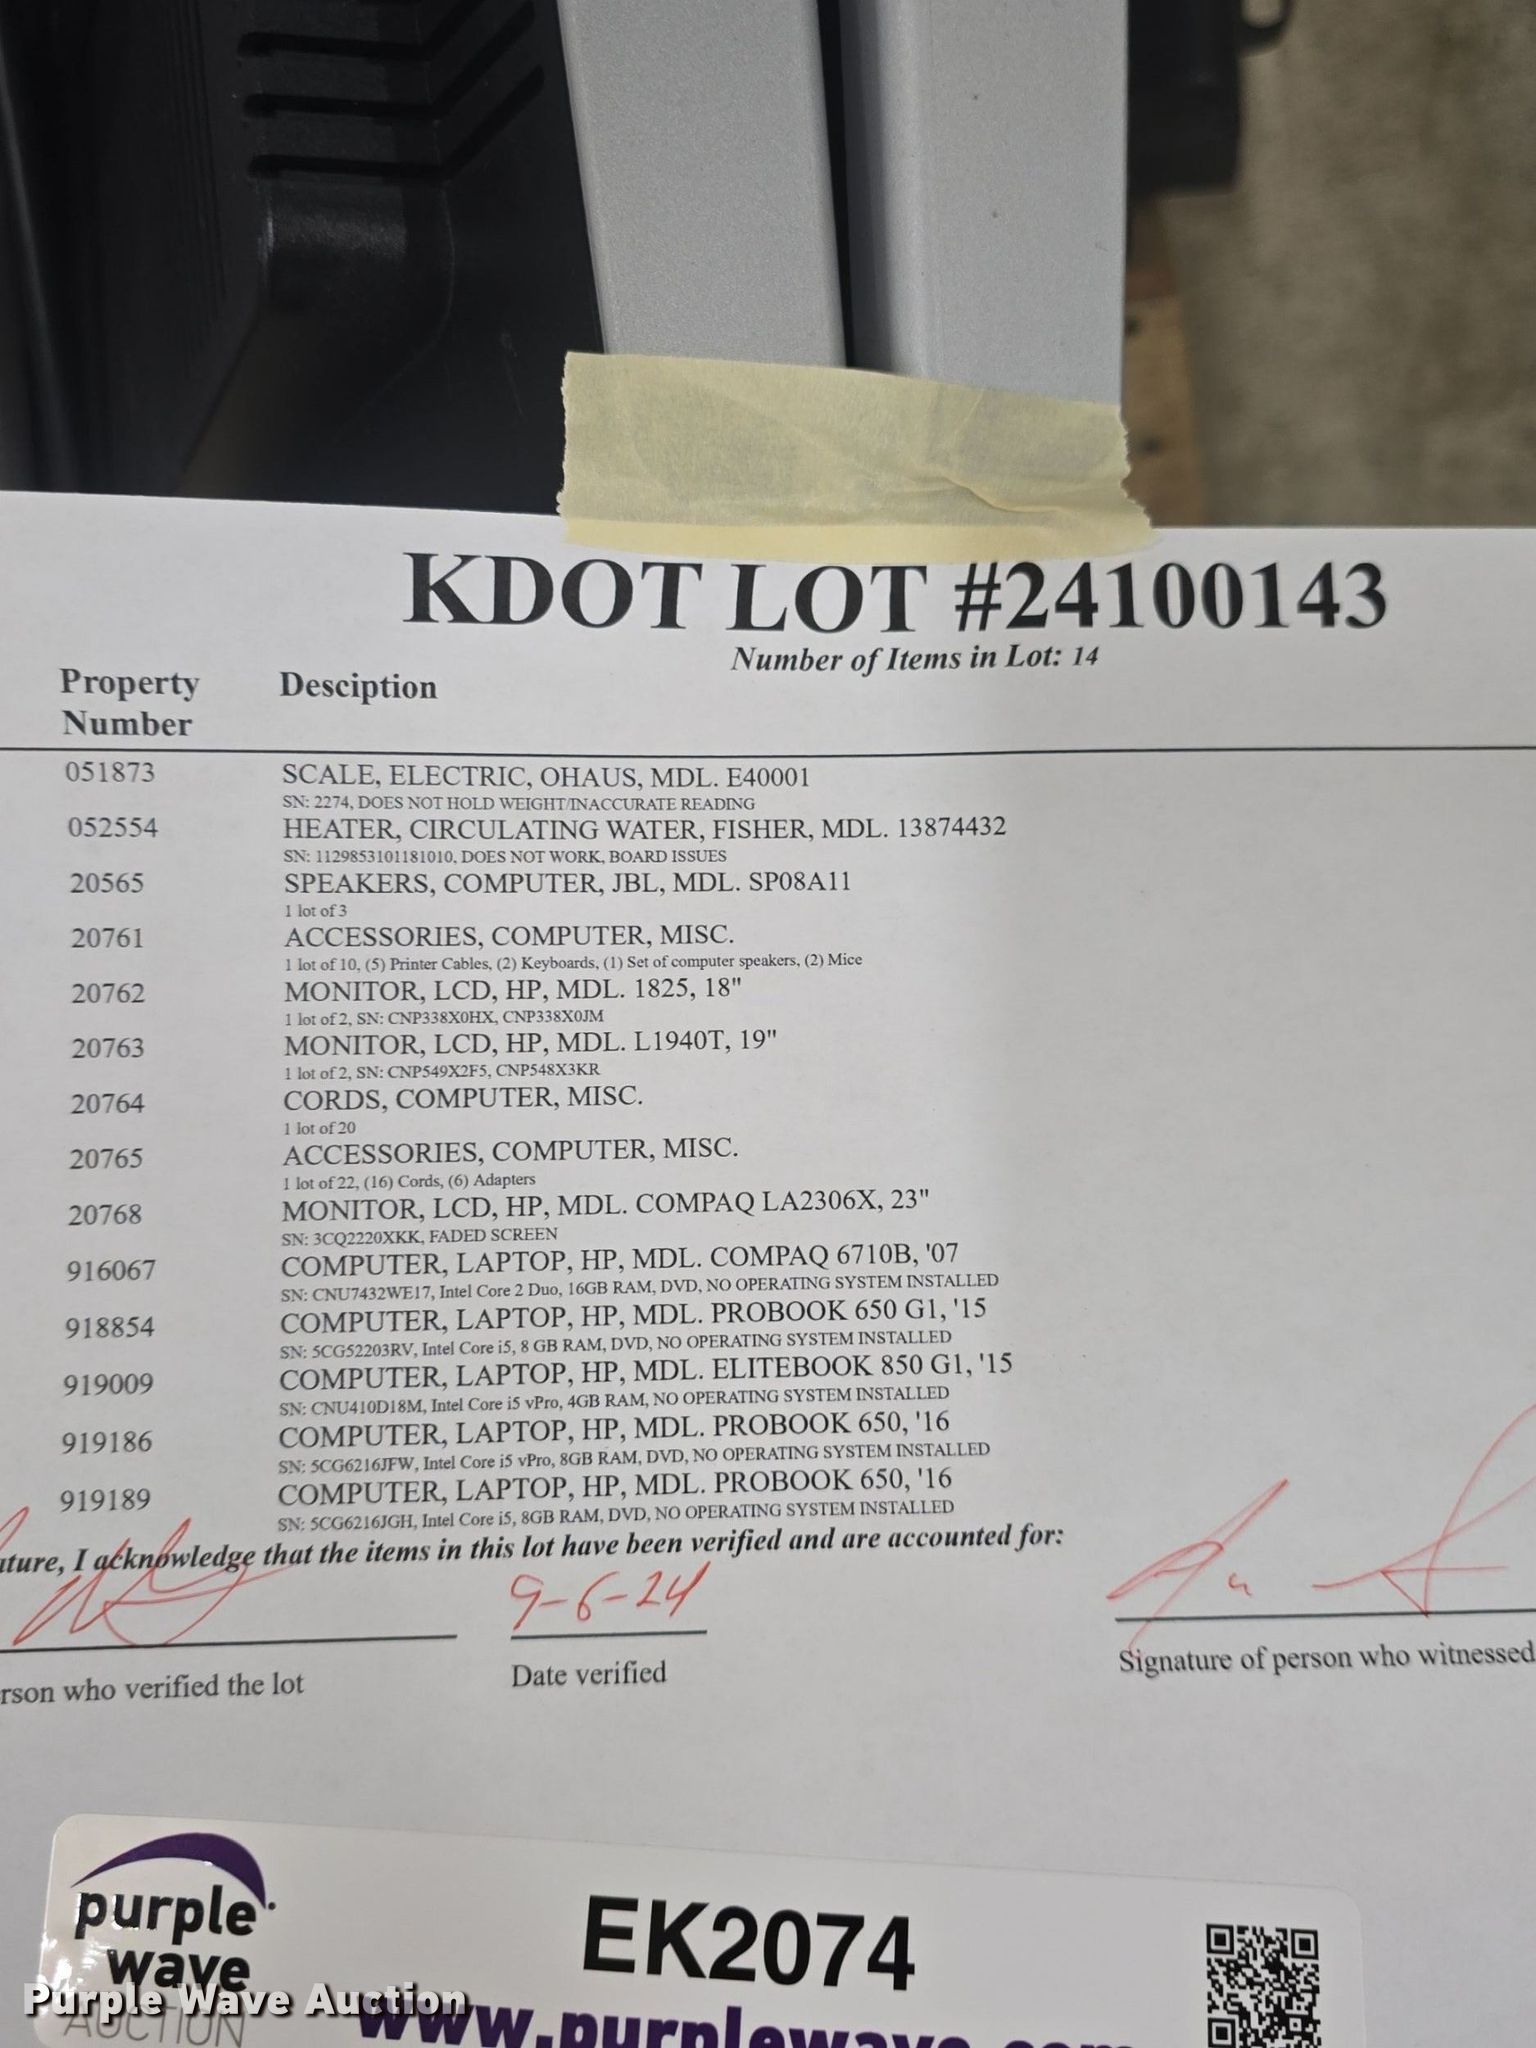 KDOT LOT #24100143
Number of Items in Lot: 14
Property Number
Desciption
051873 SCALE, ELECTRIC, OHAUS, MDL. E40001
SN: 2274, DOES NOT HOLD WEIGHT/INACCURATE READING
052554 HEATER, CIRCULATING WATER, FISHER, MDL. 13874432
SN: 1129853101181010, DOES NOT WORK, BOARD ISSUES
20565 SPEAKERS, COMPUTER, JBL, MDL. SP08A11
1 lot of 3
20761 ACCESSORIES, COMPUTER, MISC.
1 lot of 10, (5) Printer Cables, (2) Keyboards, (1) Set of computer speakers, (2) Mice
20762 MONITOR, LCD, HP, MDL. 1825, 18"
1 lot of 2, SN: CNP338X0HX, CNP338X0JM
20763 MONITOR, LCD, HP, MDL. L1940T, 19"
1 lot of 2, SN: CNP549X2F5, CNP548X3KR
20764 CORDS, COMPUTER, MISC.
1 lot of 20
20765 ACCESSORIES, COMPUTER, MISC.
1 lot of 22, (16) Cords, (6) Adapters
20768 MONITOR, LCD, HP, MDL. COMPAQ LA2306X, 23"
SN: 3CQ2220XKK, FADED SCREEN
916067 COMPUTER, LAPTOP, HP, MDL. COMPAQ 6710B, '07
SN: CNU7432WE17, Intel Core 2 Duo, 16GB RAM, DVD, NO OPERATING SYSTEM INSTALLED
918854 COMPUTER, LAPTOP, HP, MDL. PROBOOK 650 G1, '15
SN: 5CG52203RV, Intel Core i5, 8 GB RAM, DVD, NO OPERATING SYSTEM INSTALLED
919009 COMPUTER, LAPTOP, HP, MDL. ELITEBOOK 850 G1, '15
SN: CNU410D18M, Intel Core i5 vPro, 4GB RAM, NO OPERATING SYSTEM INSTALLED
919186 COMPUTER, LAPTOP, HP, MDL. PROBOOK 650, '16
SN: 5CG6216JFW, Intel Core i5 vPro, 8GB RAM, DVD, NO OPERATING SYSTEM INSTALLED
919189 COMPUTER, LAPTOP, HP, MDL. PROBOOK 650, '16
SN: 5CG6216JGH, Intel Core i5, 8GB RAM, DVD, NO OPERATING SYSTEM INSTALLED
ature, I acknowledge that the items in this lot have been verified and are accounted for:
9-6-24
rson who verified the lot
Date verified
Signature of person who witnessed
purple
wave
AUCTION
EK2074
www.purplewave.com
Purple Wave Auction